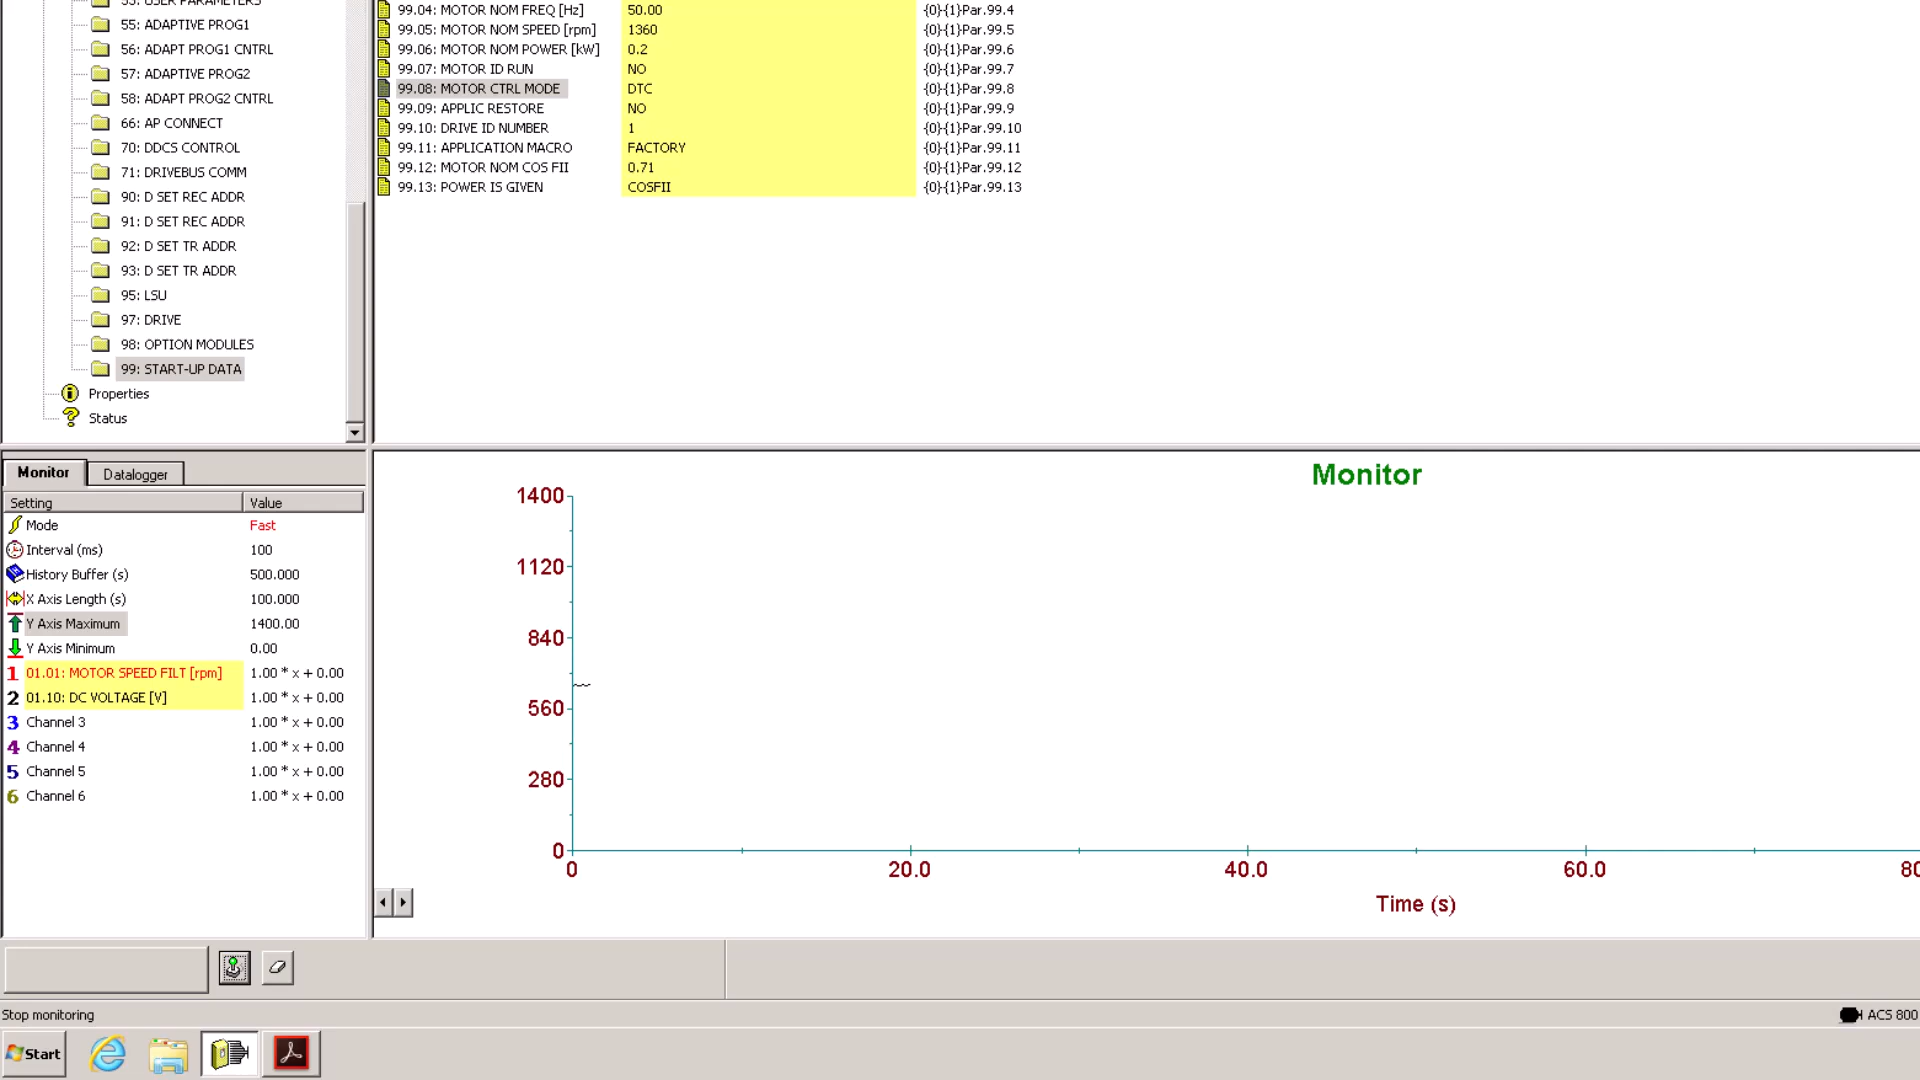 53: USER PARAMETERS
55: ADAPTIVE PROG1
56: ADAPT PROG1 CNTRL
57: ADAPTIVE PROG2
58: ADAPT PROG2 CNTRL
66: AP CONNECT
70: DDCS CONTROL
71: DRIVEBUS COMM
90: D SET REC ADDR
91: D SET REC ADDR
92: D SET TR ADDR
93: D SET TR ADDR
95: LSU
97: DRIVE
98: OPTION MODULES
99: START-UP DATA
Properties
Status
99.04: MOTOR NOM FREQ [Hz] 50.00 {0}{1}Par.99.4
99.05: MOTOR NOM SPEED [rpm] 1360 {0}{1}Par.99.5
99.06: MOTOR NOM POWER [kW] 0.2 {0}{1}Par.99.6
99.07: MOTOR ID RUN NO {0}{1}Par.99.7
99.08: MOTOR CTRL MODE DTC {0}{1}Par.99.8
99.09: APPLIC RESTORE NO {0}{1}Par.99.9
99.10: DRIVE ID NUMBER 1 {0}{1}Par.99.10
99.11: APPLICATION MACRO FACTORY {0}{1}Par.99.11
99.12: MOTOR NOM COS FII 0.71 {0}{1}Par.99.12
99.13: POWER IS GIVEN COSFII {0}{1}Par.99.13
Monitor Datalogger
Setting Value
Mode Fast
Interval (ms) 100
History Buffer (s) 500.000
X Axis Length (s) 100.000
Y Axis Maximum 1400.00
Y Axis Minimum 0.00
1 01.01: MOTOR SPEED FILT [rpm] 1.00 * x + 0.00
2 01.10: DC VOLTAGE [V] 1.00 * x + 0.00
3 Channel 3 1.00 * x + 0.00
4 Channel 4 1.00 * x + 0.00
5 Channel 5 1.00 * x + 0.00
6 Channel 6 1.00 * x + 0.00
Monitor
1400
1120
840
560
280
0
0 20.0 40.0 60.0 80
Time (s)
Stop monitoring ACS 800
Start